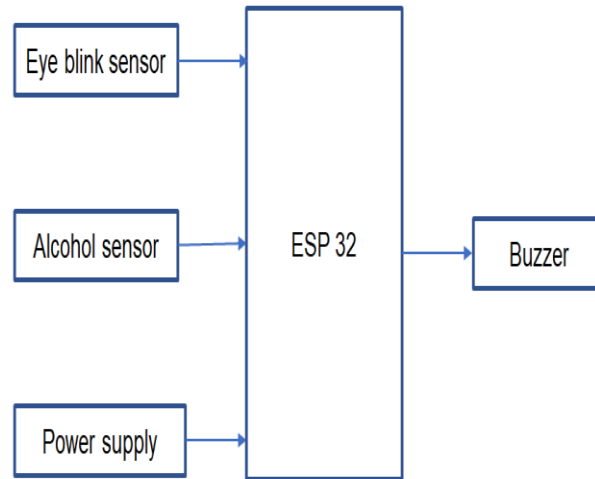 Eye blink sensor
Alcohol sensor
ESP 32
Buzzer
Power supply